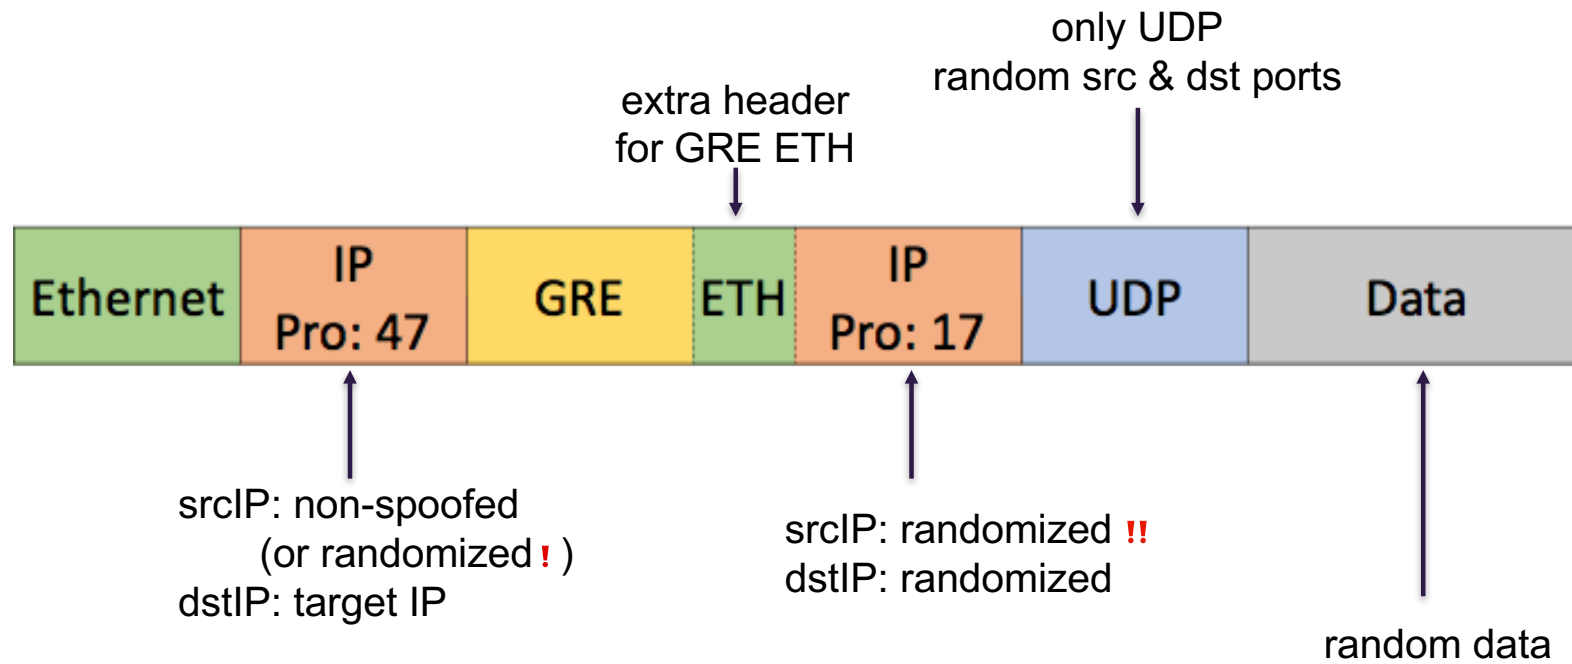 only UDP
random src & dst ports
extra header
for GRE ETH
Ethernet
IP
Pro: 47
GRE
ETH
IP
Pro: 17
UDP
Data
srcIP: non-spoofed
(or randomized ! )
dstIP: target IP
srcIP: randomized !!
dstIP: randomized
random data